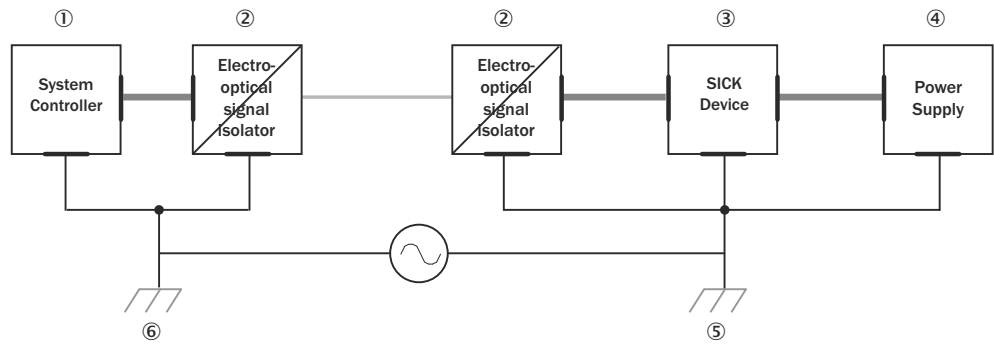 ① ② ② ③ ④
System
Controller
Electro-
optical
signal
isolator
Electro-
optical
signal
isolator
SICK
Device
Power
Supply
⑥ ⑤